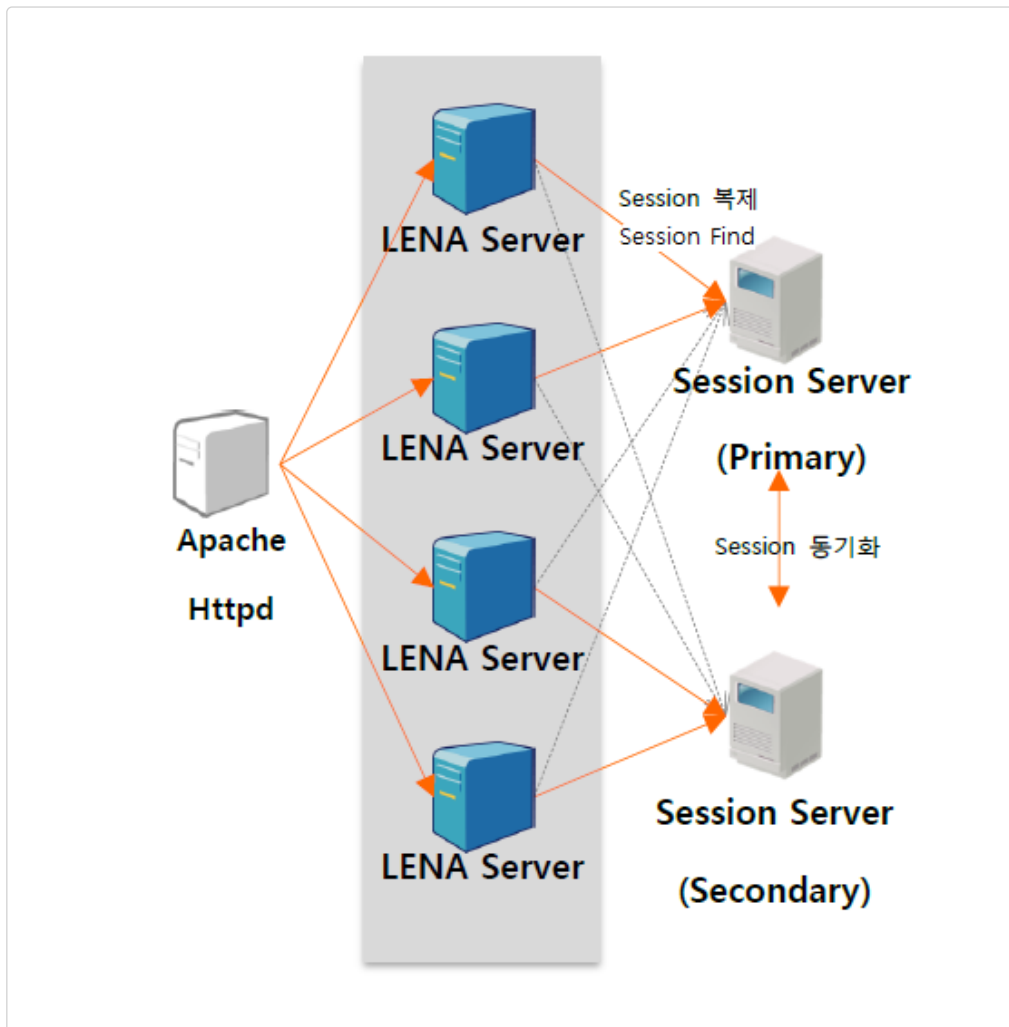 LENA Server
Session 복제
Session Find
LENA Server
Session Server
(Primary)
Apache
Httpd
Session 동기화
LENA Server
LENA Server
Session Server
(Secondary)